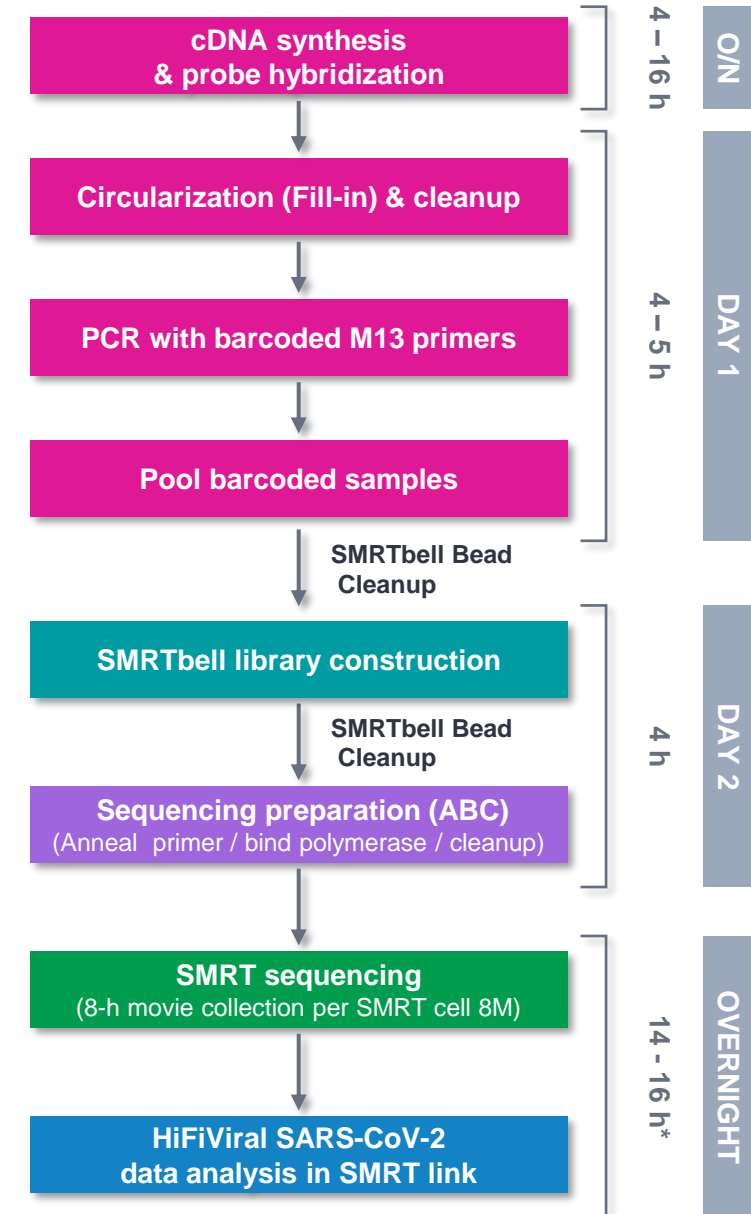 cDNA synthesis
& probe hybridization
4 – 16 h
O/N
Circularization (Fill-in) & cleanup
PCR with barcoded M13 primers
4 – 5 h
DAY 1
Pool barcoded samples
SMRTbell Bead
Cleanup
SMRTbell library construction
SMRTbell Bead
Cleanup
4 h
DAY 2
Sequencing preparation (ABC)
(Anneal primer / bind polymerase / cleanup)
SMRT sequencing
(8-h movie collection per SMRT cell 8M)
14 - 16 h*
OVERNIGHT
HiFiViral SARS-CoV-2
data analysis in SMRT link